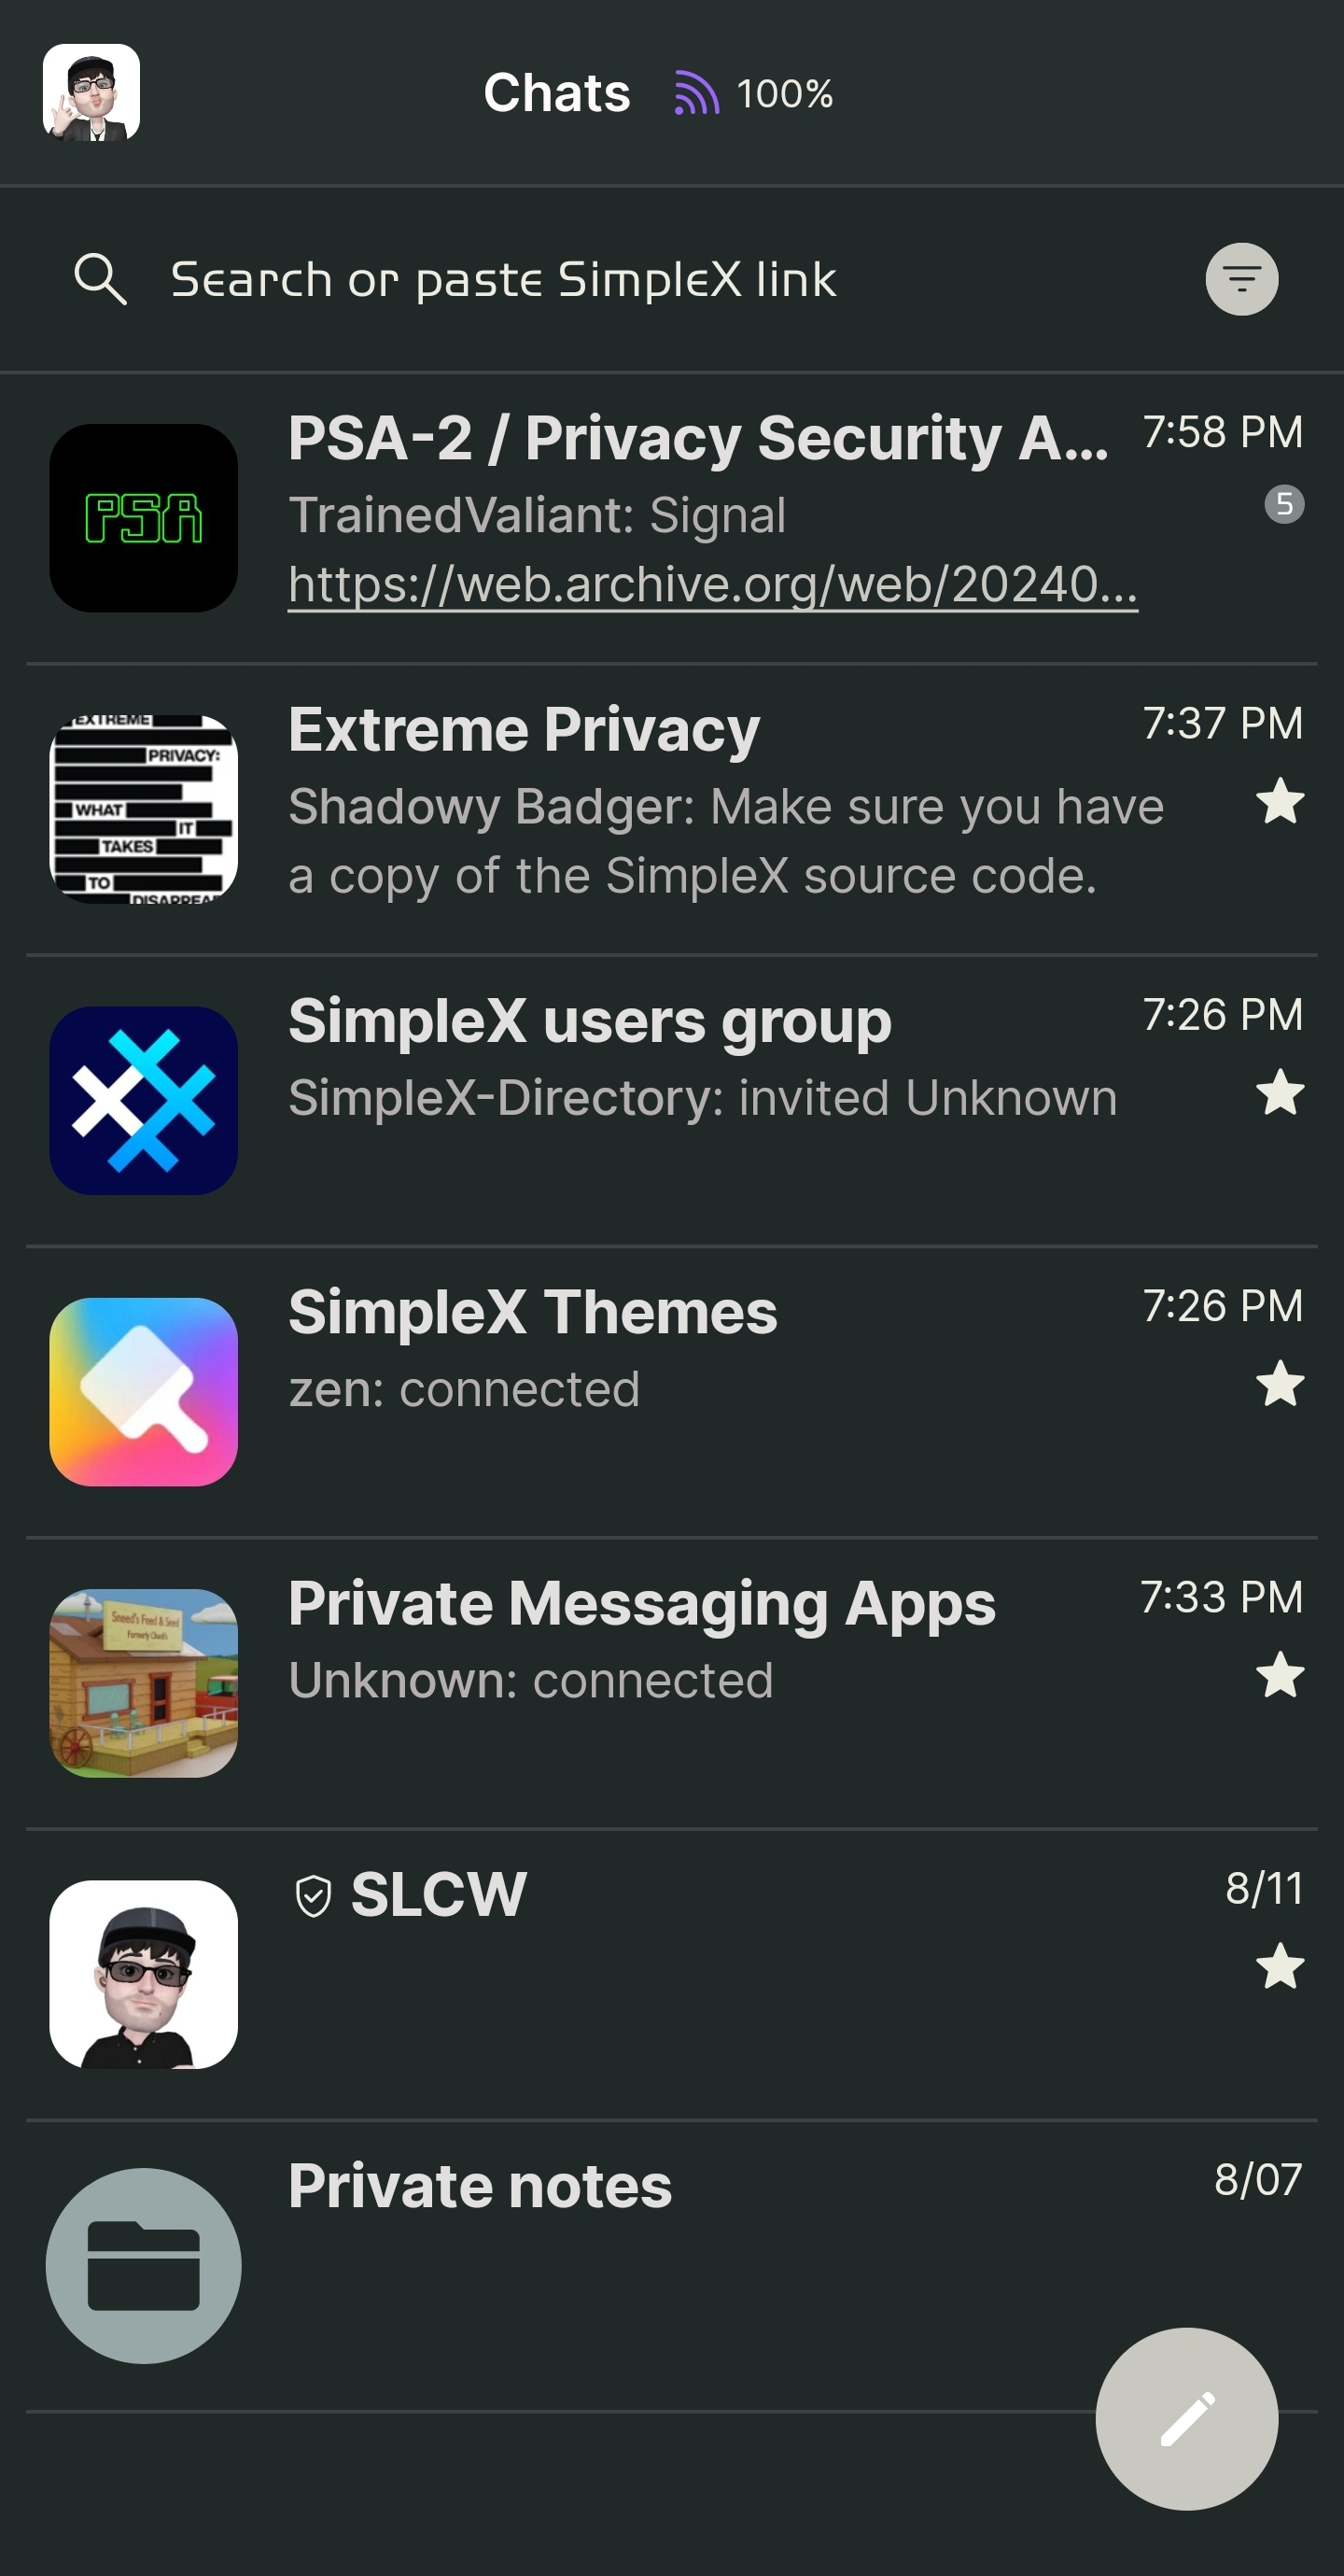 Chats 100%
Search or paste SimpleX link
PSA
PSA-2 / Privacy Security A... 7:58 PM
TrainedValiant: Signal 5
https://web.archive.org/web/20240...
EXTREME
PRIVACY:
WHAT
IT
TAKES
TO
DISAPPEAR
Extreme Privacy 7:37 PM
Shadowy Badger: Make sure you have
a copy of the SimpleX source code.
SimpleX users group 7:26 PM
SimpleX-Directory: invited Unknown
SimpleX Themes 7:26 PM
zen: connected
Sneed's Feed & Seed
Formerly Chuck's
Private Messaging Apps 7:33 PM
Unknown: connected
SLCW 8/11
Private notes 8/07